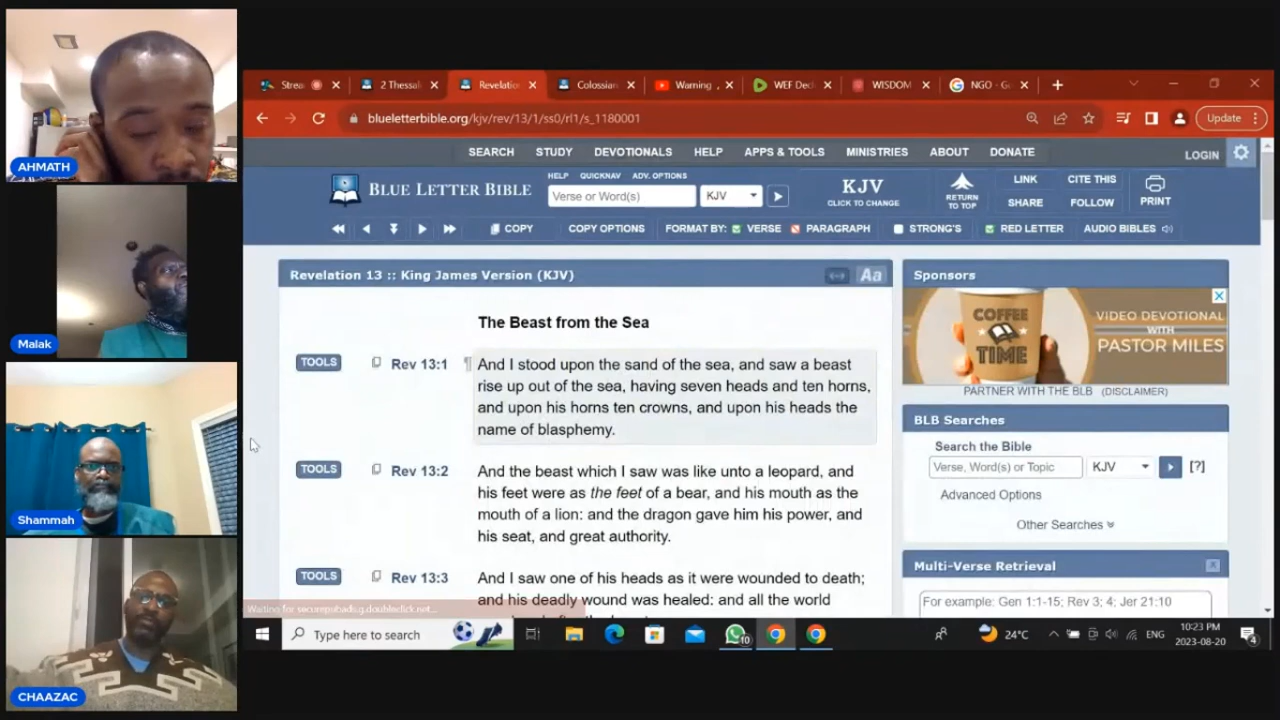 AHMATH
Malak
Shammah
CHAAZAC
Strea
2 Thessal
Revelation
Colossian
Warning ,
WEF Decl
WISDOM
NGO - Go
blueletterbible.org/kjv/rev/13/1/ss0/rl1/s_1180001
Update
SEARCH STUDY DEVOTIONALS HELP APPS & TOOLS MINISTRIES ABOUT DONATE
LOGIN
BLUE LETTER BIBLE
HELP QUICKNAV ADV. OPTIONS
Verse or Word(s)
KJV
KJV
CLICK TO CHANGE
RETURN
TO TOP
LINK
SHARE
CITE THIS
FOLLOW
PRINT
COPY COPY OPTIONS FORMAT BY: VERSE PARAGRAPH STRONG'S RED LETTER AUDIO BIBLES
Revelation 13 :: King James Version (KJV)
Aa
The Beast from the Sea
TOOLS Rev 13:1 ¶ And I stood upon the sand of the sea, and saw a beast
rise up out of the sea, having seven heads and ten horns,
and upon his horns ten crowns, and upon his heads the
name of blasphemy.
TOOLS Rev 13:2 And the beast which I saw was like unto a leopard, and
his feet were as the feet of a bear, and his mouth as the
mouth of a lion: and the dragon gave him his power, and
his seat, and great authority.
TOOLS Rev 13:3 And I saw one of his heads as it were wounded to death;
and his deadly wound was healed: and all the world
Sponsors
COFFEE
TIME
VIDEO DEVOTIONAL
WITH
PASTOR MILES
PARTNER WITH THE BLB (DISCLAIMER)
BLB Searches
Search the Bible
Verse, Word(s) or Topic
KJV
[?]
Advanced Options
Other Searches
Multi-Verse Retrieval
For example: Gen 1:1-15; Rev 3; 4; Jer 21:10
Waiting for securepubads.g.doubleclick.net...
Type here to search
10
24°C
ENG
10:23 PM
2023-08-20
4